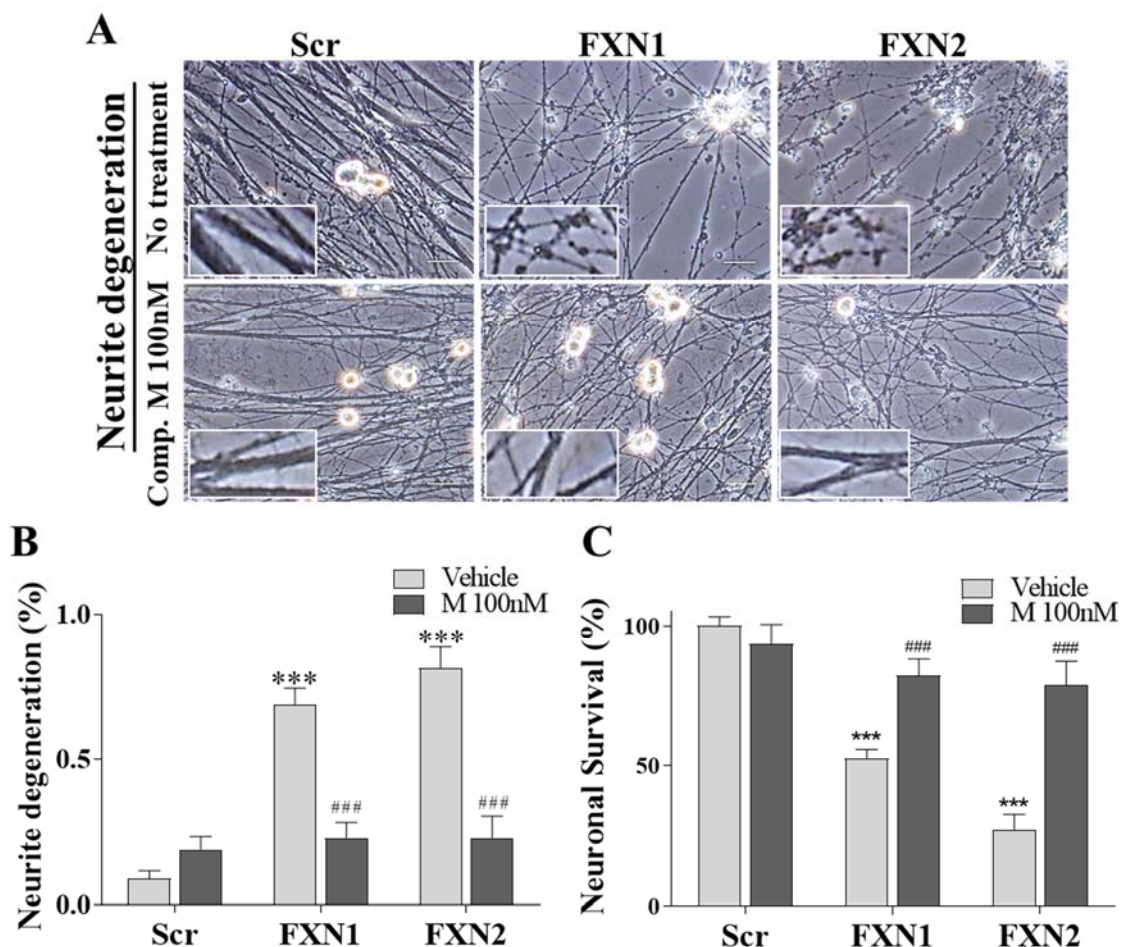 A
Scr FXN1 FXN2
Neurite degeneration
No treatment
Comp. M 100nM
B
Vehicle
M 100nM
Neurite degeneration (%)
1.0
0.5
0.0
***
***
###
###
Scr FXN1 FXN2
C
Vehicle
M 100nM
Neuronal Survival (%)
100
50
0
###
###
***
***
Scr FXN1 FXN2